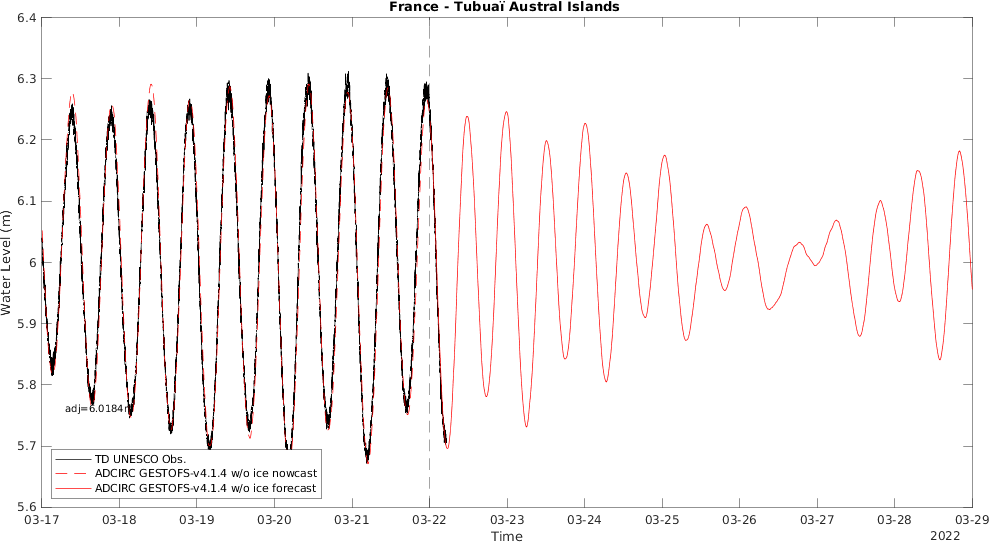 France - Tubuaï Austral Islands
6.4
6.3
6.2
6.1
6
5.9
5.8
5.7
5.6
Water Level (m)
adj=6.0184m
TD UNESCO Obs.
ADCIRC GESTOFS-v4.1.4 w/o ice nowcast
ADCIRC GESTOFS-v4.1.4 w/o ice forecast
03-17 03-18 03-19 03-20 03-21 03-22 03-23 03-24 03-25 03-26 03-27 03-28 03-29
Time
2022